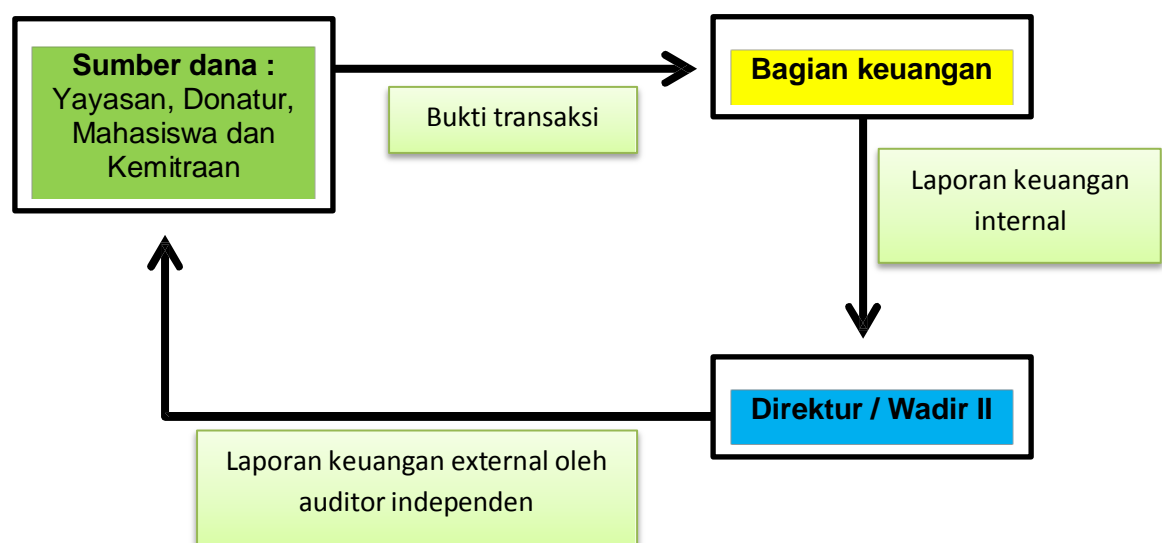 Sumber dana :
Yayasan, Donatur,
Mahasiswa dan
Kemitraan
Bukti transaksi
Bagian keuangan
Laporan keuangan
internal
Direktur / Wadir II
Laporan keuangan external oleh
auditor independen